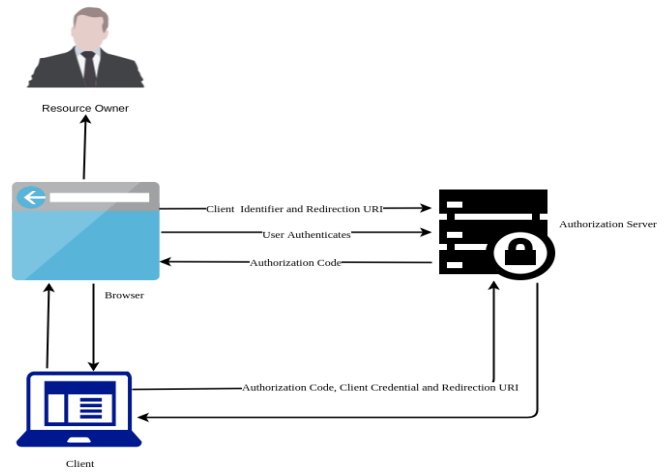 Resource Owner
Client Identifier and Redirection URI
Authorization Server
User Authenticates
Authorization Code
Browser
Authorization Code, Client Credential and Redirection URI
Client